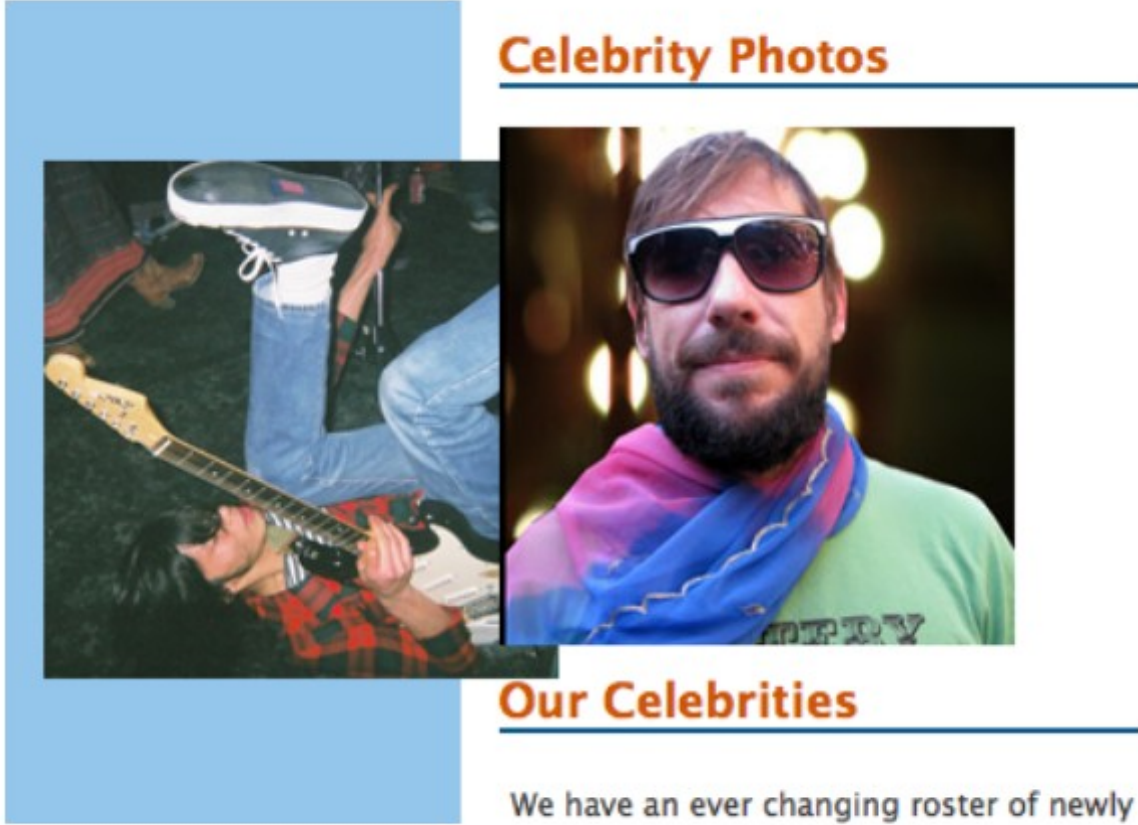 Celebrity Photos
Our Celebrities
We have an ever changing roster of newly